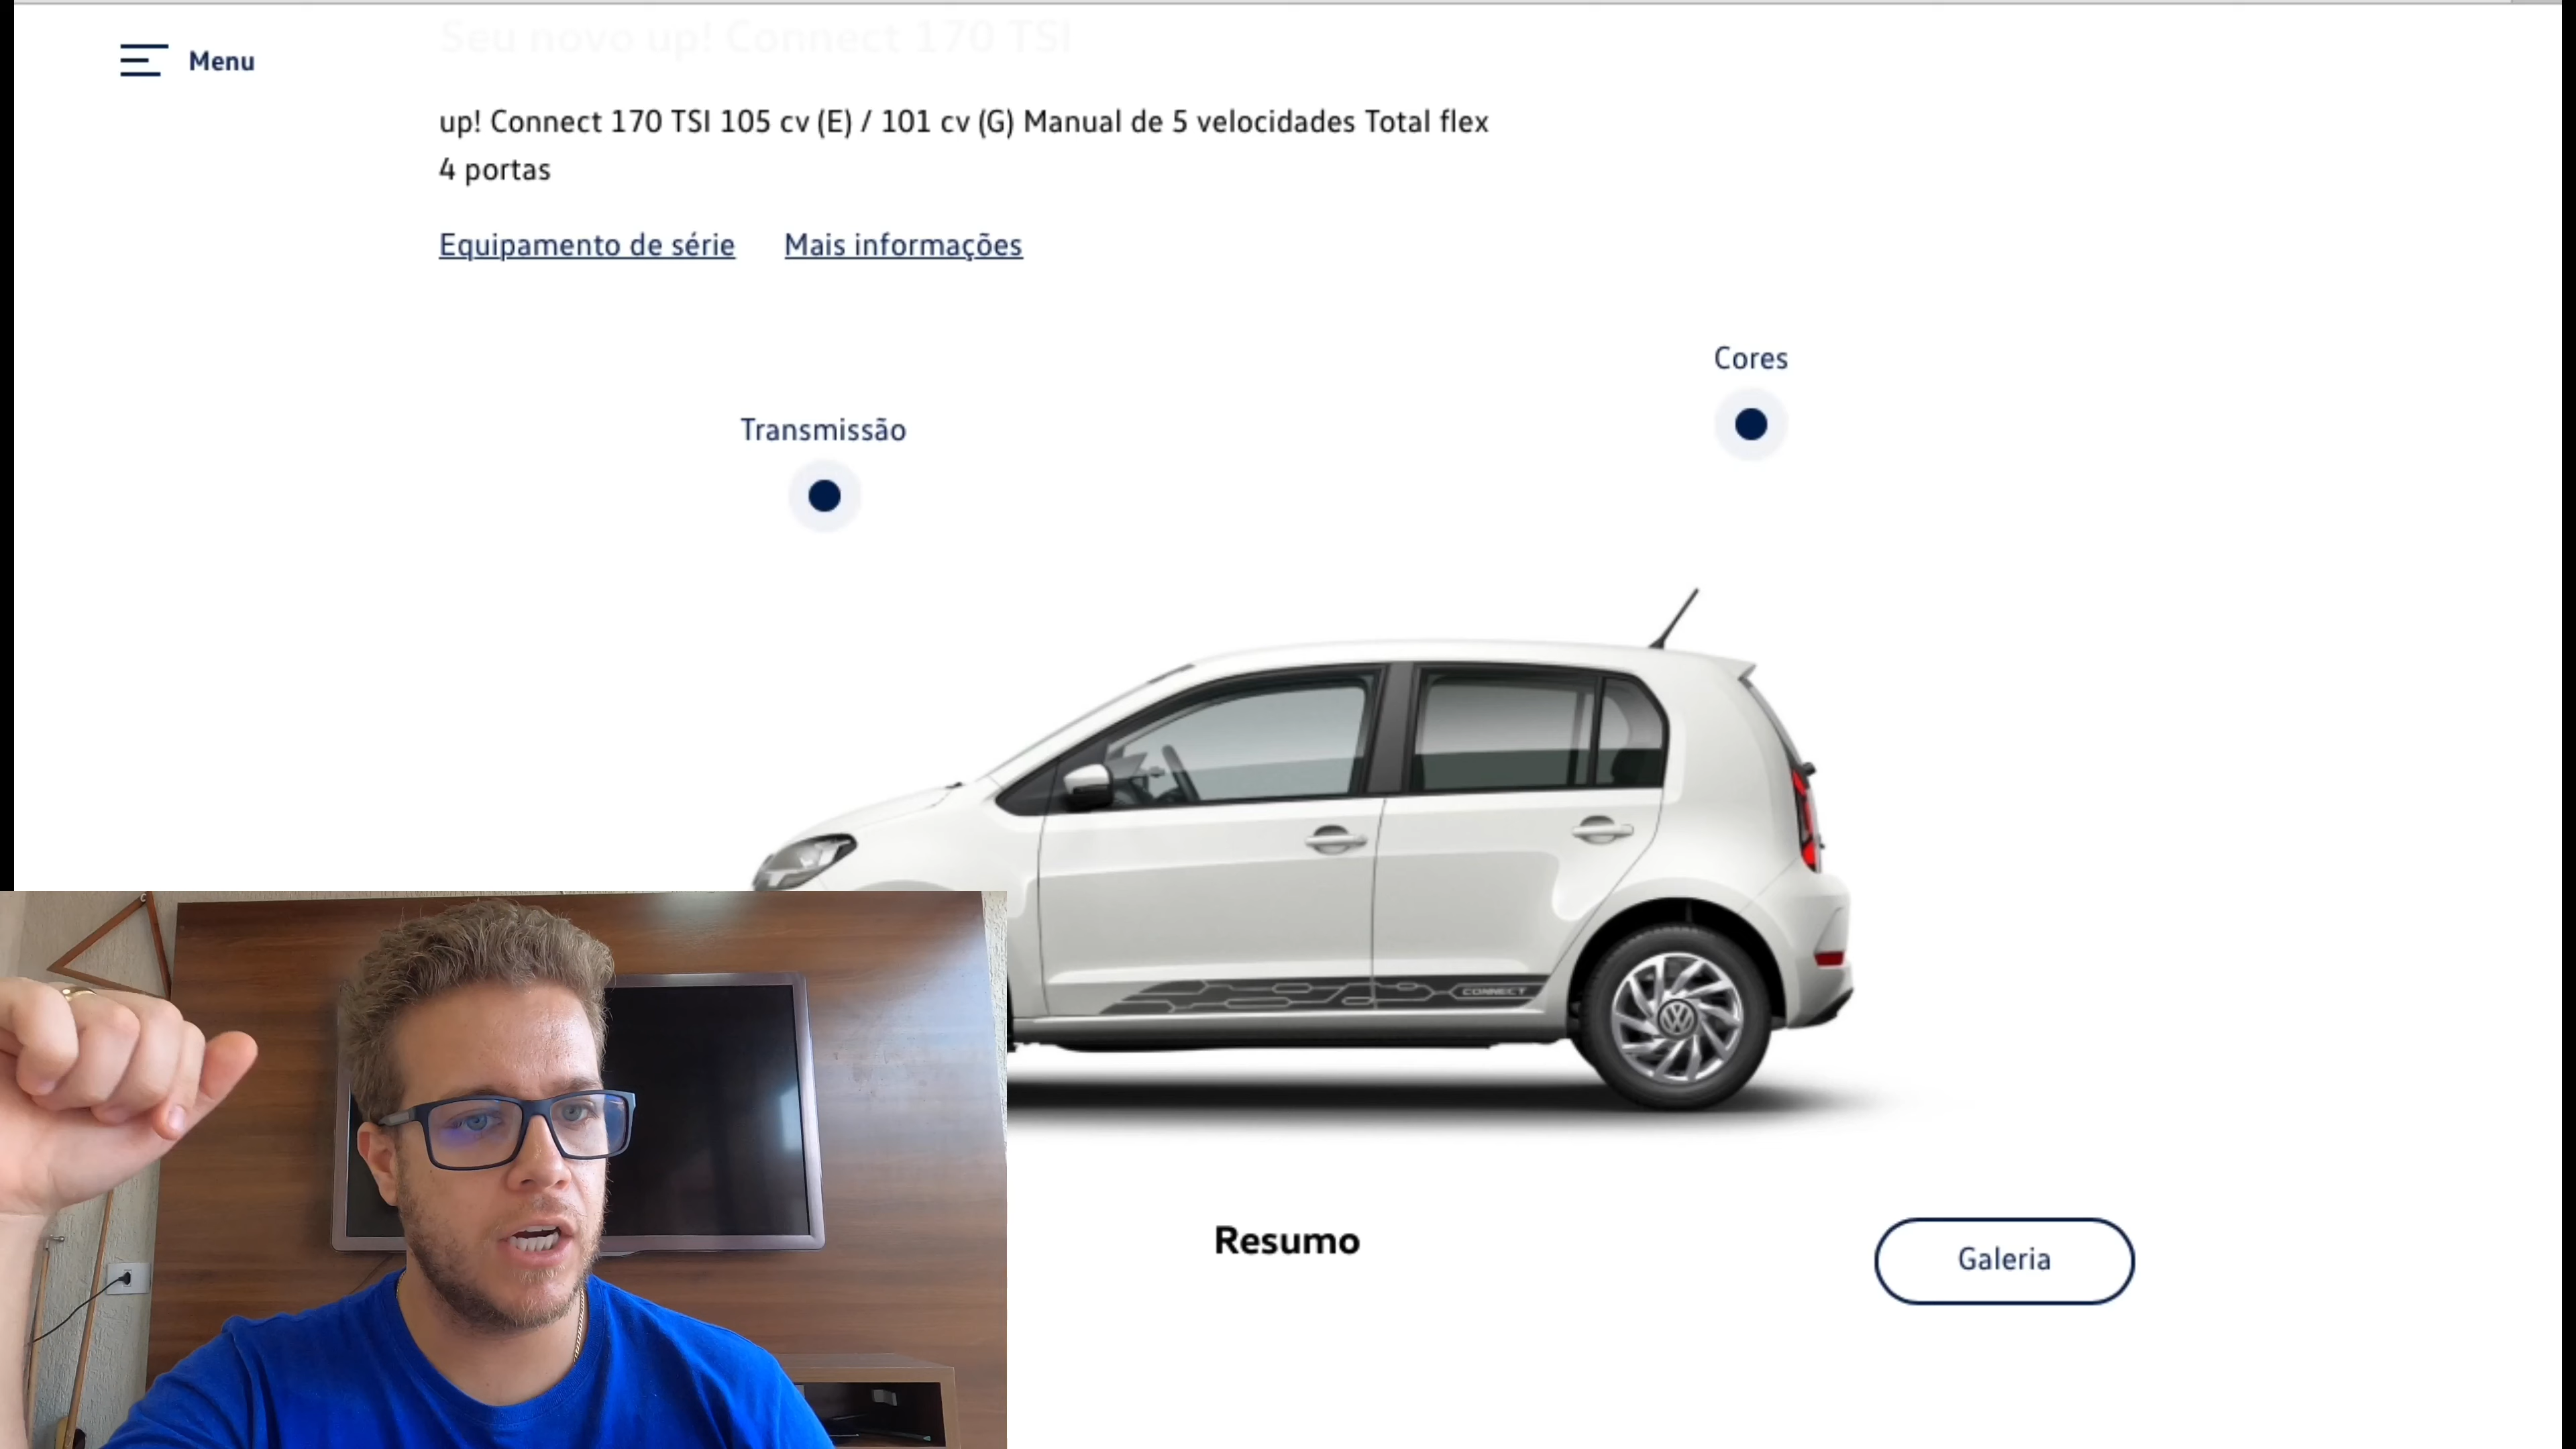 Seu novo up! Connect 170 TSI
Menu
up! Connect 170 TSI 105 cv (E) / 101 cv (G) Manual de 5 velocidades Total flex
4 portas
Equipamento de série Mais informações
Cores
Transmissão
CONNECT
Resumo
Galeria